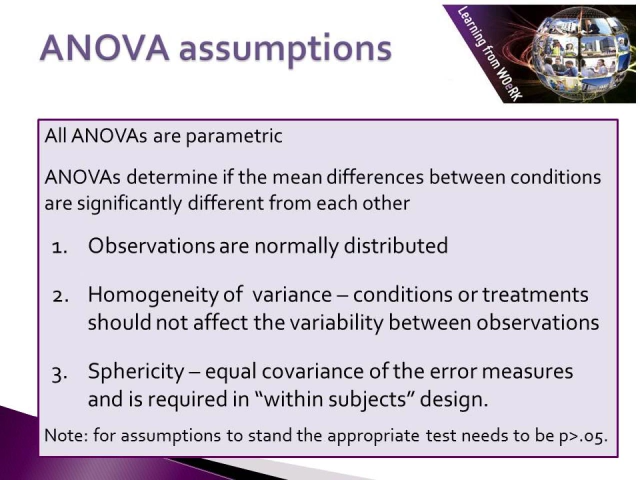 ANOVA assumptions
Learning from WOeRK
All ANOVAs are parametric
ANOVAs determine if the mean differences between conditions
are significantly different from each other
1. Observations are normally distributed
2. Homogeneity of variance – conditions or treatments
should not affect the variability between observations
3. Sphericity – equal covariance of the error measures
and is required in “within subjects” design.
Note: for assumptions to stand the appropriate test needs to be p>.05.